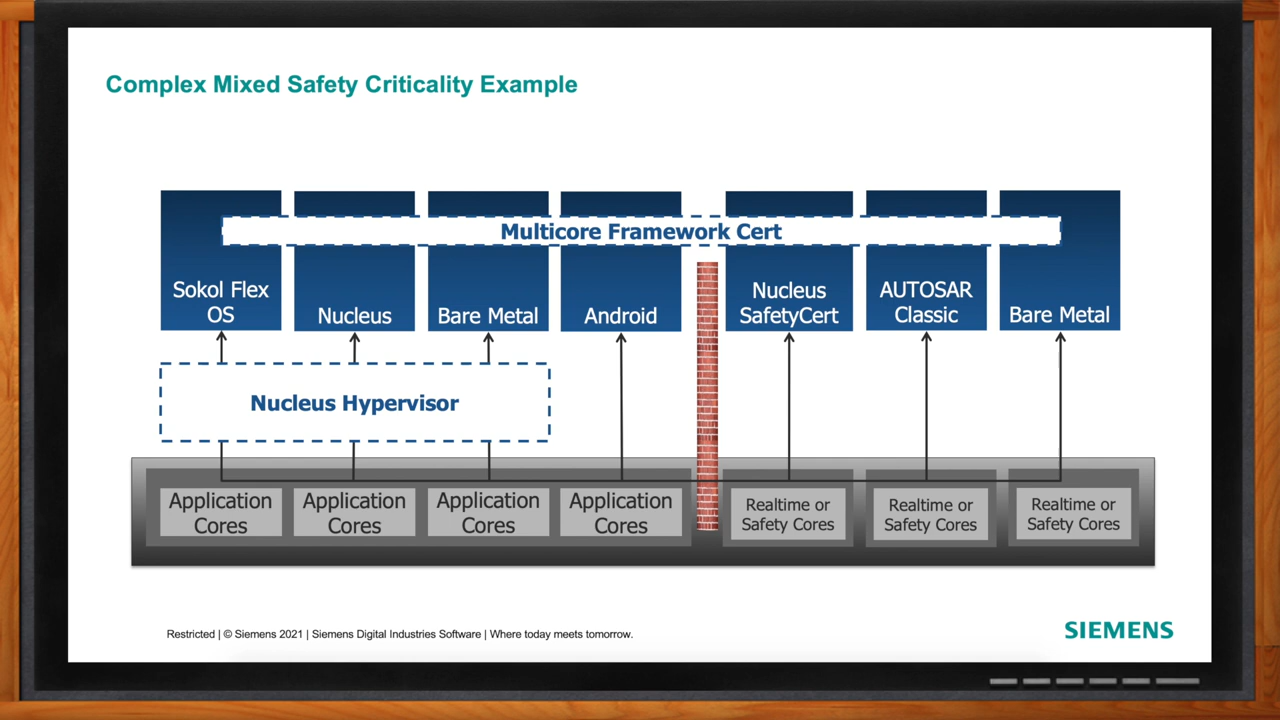 Complex Mixed Safety Criticality Example
Multicore Framework Cert
Sokol Flex
OS
Nucleus
Bare Metal
Android
Nucleus
SafetyCert
AUTOSAR
Classic
Bare Metal
Nucleus Hypervisor
Application
Cores
Application
Cores
Application
Cores
Application
Cores
Realtime or
Safety Cores
Realtime or
Safety Cores
Realtime or
Safety Cores
Restricted | © Siemens 2021 | Siemens Digital Industries Software | Where today meets tomorrow.
SIEMENS